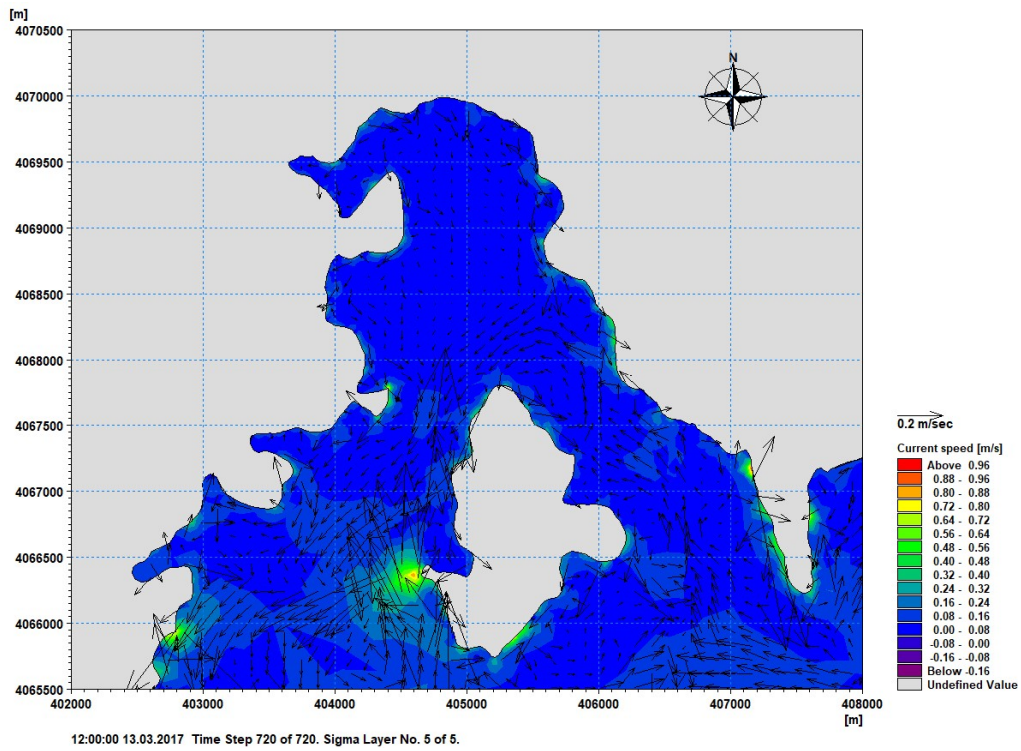 [m]
4070500
4070000
4069500
4069000
4068500
4068000
4067500
4067000
4066500
4066000
4065500
402000 403000 404000 405000 406000 407000 408000
[m]
N
0.2 m/sec
Current speed [m/s]
Above 0.96
0.88 - 0.96
0.80 - 0.88
0.72 - 0.80
0.64 - 0.72
0.56 - 0.64
0.48 - 0.56
0.40 - 0.48
0.32 - 0.40
0.24 - 0.32
0.16 - 0.24
0.08 - 0.16
0.00 - 0.08
-0.08 - 0.00
-0.16 - -0.08
Below -0.16
Undefined Value
12:00:00 13.03.2017 Time Step 720 of 720. Sigma Layer No. 5 of 5.